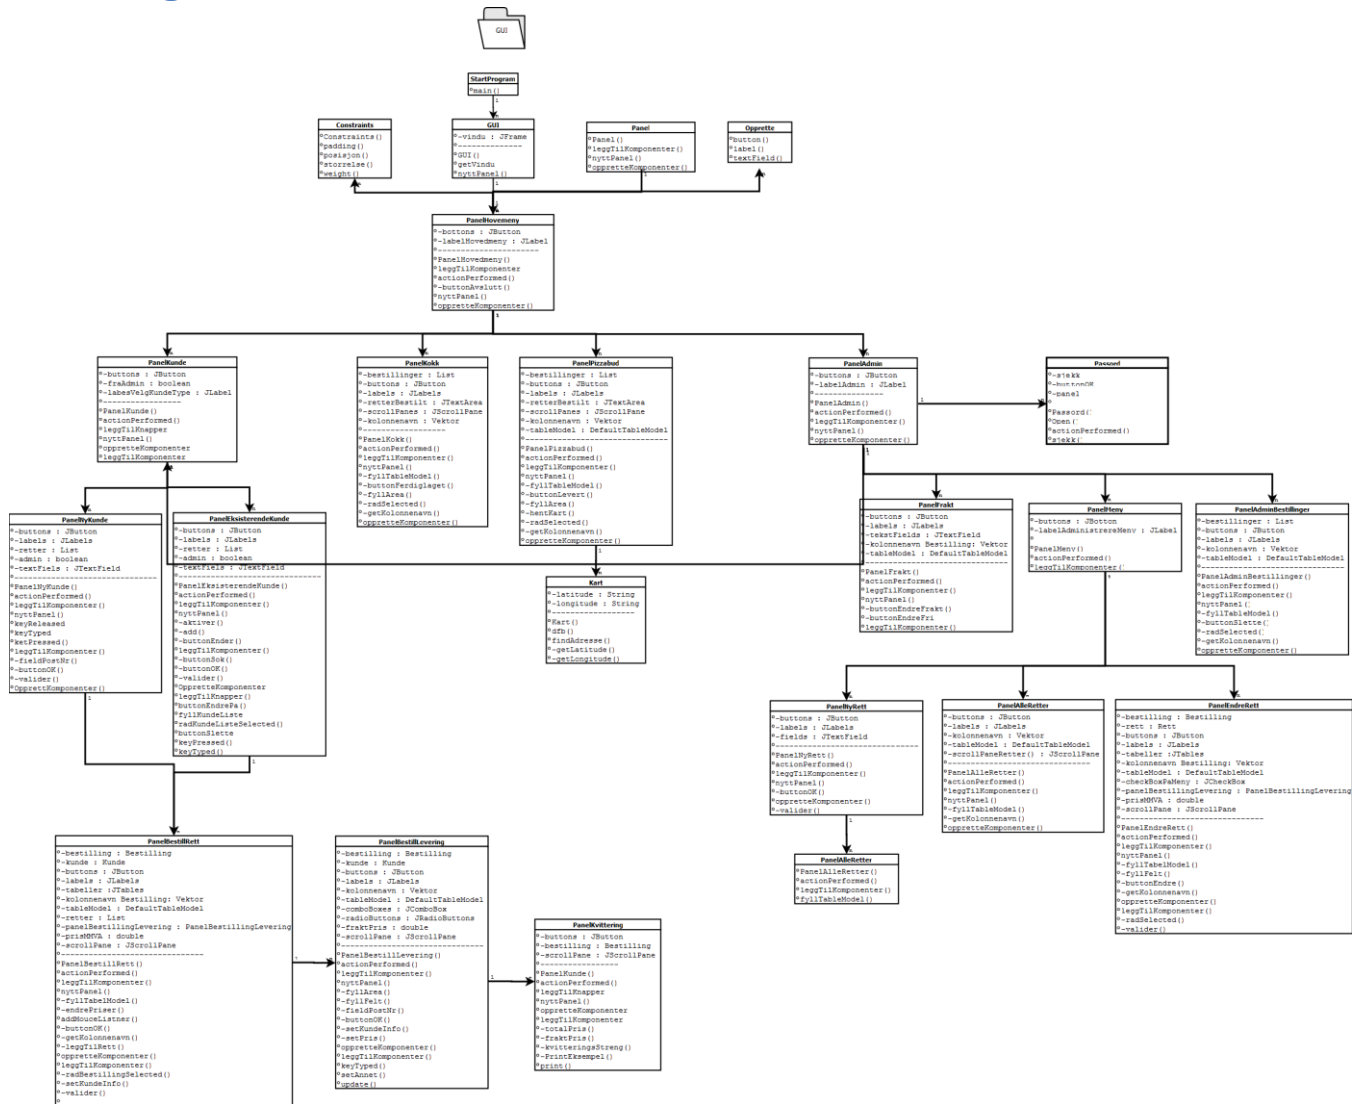 GUI
StartProgram
main()
1
Constraints
Constraints()
padding()
posisjon()
storrelse()
weight()
GUI
-vindu : JFrame
---------------
GUI()
getVindu
nyttPanel()
1
Panel
Panel()
leggTilKomponenter()
nyttPanel()
oppretteKomponenter()
1
Opprette
button()
label()
textField()
PanelHovemeny
-bottons : JButton
-labelHovedmeny : JLabel
-----------------------
PanelHovedmeny()
leggTilKomponenter
actionPerformed()
-buttonAvslutt()
nyttPanel()
oppretteKomponenter()
1
PanelKunde
-buttons : JButton
-fraAdmin : boolean
-labesVelgKundeType : JLabel
------------------
PanelKunde()
actionPerformed()
leggTilKnapper
nyttPanel()
oppretteKomponenter
leggTilKomponenter
PanelKokk
-bestillinger : List
-buttons : JButton
-labels : JLabels
-retterBestilt : JTextArea
-scrollPanes : JScrollPane
-kolonnenavn : Vektor
-------------------
PanelKokk()
actionPerformed()
leggTilKomponenter()
nyttPanel()
-fyllTableModel()
-buttonFerdiglaget()
-fyllArea()
-radSelected()
-getKolonnenavn()
oppretteKomponenter()
PanelPizzabud
-bestillinger : List
-buttons : JButton
-labels : JLabels
-retterBestilt : JTextArea
-scrollPanes : JScrollPane
-kolonnenavn : Vektor
-tableModel : DefaultTableModel
--------------------------
PanelPizzabud()
actionPerformed()
leggTilKomponenter()
nyttPanel()
-fyllTableModel()
-buttonLevert()
-fyllArea()
-hentKart()
-radSelected()
-getKolonnenavn()
oppretteKomponenter()
1
PanelAdmin
-buttons : JButton
-labelAdmin : JLabel
----------------
PanelAdmin()
actionPerformed()
leggTilKomponenter()
nyttPanel()
oppretteKomponenter()
1
1
Passord
-sjekk
-buttonOK
-panel
Password(
Open(
actionPerformed()
sjekk(
PanelNyKunde
-buttons : JButton
-labels : JLabels
-retter : List
-admin : boolean
-textFiels : JTextField
---------------------------------
PanelNyKunde()
actionPerformed()
leggTilKomponenter()
nyttPanel()
keyReleased
keyTyped
ketPressed()
leggTilKomponenter()
-fieldPostNr()
-buttonOK()
-valider()
OpprettKomponenter()
1
PanelEksisterendeKunde
-buttons : JButton
-labels : JLabels
-retter : List
-admin : boolean
-textFiels : JTextField
---------------------------------
PanelEksisterendeKunde()
actionPerformed()
leggTilKomponenter()
nyttPanel()
-aktiver()
-add()
-buttonEnder()
leggTilKomponenter()
-buttonSok()
-buttonOK()
-valider()
OppretteKomponenter
leggTilKnapper()
buttonEndrePa()
fyllKundeListe
radKundeListeSelected()
buttonSlette
keyPressed()
keyTyped()
1
Kart
-latitude : String
-longitude : String
-------------------
Kart()
dfb()
findAdresse()
-getLatitude()
-getLongitude()
PanelFrakt
-buttons : JButton
-labels : JLabels
-tekstFields : JTextField
-kolonnenavn Bestilling: Vektor
-tableModel : DefaultTableModel
---------------------------------
PanelFrakt()
actionPerformed()
leggTilKomponenter()
nyttPanel()
-buttonEndreFrakt()
-buttonEndreFri
leggTilKomponenter()
PanelMeny
-buttons : JBotton
-labelAdministrereMeny : JLabel
PanelMeny()
actionPerformed()
leggTilKomponenter(
PanelAdminBestillinger
-bestillinger : List
-buttons : JButton
-labels : JLabels
-kolonnenavn : Vektor
-tableModel : DefaultTableModel
---------------------------------
PanelAdminBestillinger()
actionPerformed()
leggTilKomponenter()
nyttPanel(
-fyllTableModel()
-buttonSlette(
-radSelected(
-getKolonnenavn()
oppretteKomponenter()
PanelNyRett
-buttons : JButton
-labels : JLabels
-fields : JTextField
---------------------------------
PanelNyRett()
actionPerformed()
leggTilKomponenter()
nyttPanel()
-buttonOK()
oppretteKomponenter()
-valider()
1
PanelAlleRetter
-buttons : JButton
-labels : JLabels
-kolonnenavn : Vektor
-tableModel : DefaultTableModel
-scrollPaneRetter() : JScrollPane
---------------------------------
PanelAlleRetter()
actionPerformed()
leggTilKomponenter()
nyttPanel()
-fyllTableModel()
-getKolonnenavn()
oppretteKomponenter()
PanelEndreRett
-bestilling : Bestilling
-rett : Rett
-buttons : JButton
-labels : JLabels
-tabeller :JTables
-kolonnenavn Bestilling: Vektor
-tableModel : DefaultTableModel
-checkBoxPaMeny : JCheckBox
-panelBestillingLevering : PanelBestillingLevering
-prisMMVA : double
-scrollPane : JScrollPane
---------------------------------
PanelEndreRett()
actionPerformed()
leggTilKomponenter()
nyttPanel()
-fyllTabelModel()
-fyllFelt()
-buttonEndre()
-getKolonnenavn()
oppretteKomponenter()
leggTilKomponenter()
-radSelected()
-valider()
PanelAlleRetter
PanelAlleRetter()
actionPerformed()
leggTilKomponenter()
fyllTableModel()
PanelBestillRett
-bestilling : Bestilling
-kunde : Kunde
-buttons : JButton
-labels : JLabels
-tabeller :JTables
-kolonnenavn Bestilling: Vektor
-tableModel : DefaultTableModel
-retter : List
-panelBestillingLevering : PanelBestillingLevering
-prisMMVA : double
-scrollPane : JScrollPane
---------------------------------
PanelBestillRett()
actionPerformed()
leggTilKomponenter()
nyttPanel()
-fyllTabelModel()
-endrePriser()
addMouceListner()
-buttonOK()
-getKolonnenavn()
-leggTilRett()
oppretteKomponenter()
leggTilKomponenter()
-radBestillingSelected()
-setKundeInfo()
-valider()
1
PanelBestillLevering
-bestilling : Bestilling
-kunde : Kunde
-buttons : JButton
-labels : JLabels
-kolonnenavn : Vektor
-tableModel : DefaultTableModel
-comboBoxes : JComboBox
-radioButtons : JRadioButtons
-fraktPris : double
-scrollPane : JScrollPane
---------------------------------
PanelBestillLevering()
actionPerformed()
leggTilKomponenter()
nyttPanel()
-fyllArea()
-fyllFelt()
-fieldPostNr()
-buttonOK()
-setKundeInfo()
-setPris()
oppretteKomponenter()
leggTilKomponenter()
keyTyped()
setAnnet()
update()
1
PanelKvittering
-buttons : JButton
-bestilling : Bestilling
-scrollPane : JScrollPane
------------------
PanelKunde()
actionPerformed()
leggTilKnapper
nyttPanel()
oppretteKomponenter
leggTilKomponenter
-totalPris()
-fraktPris()
-kvitteringsStreng()
-PrintEksempel()
print()